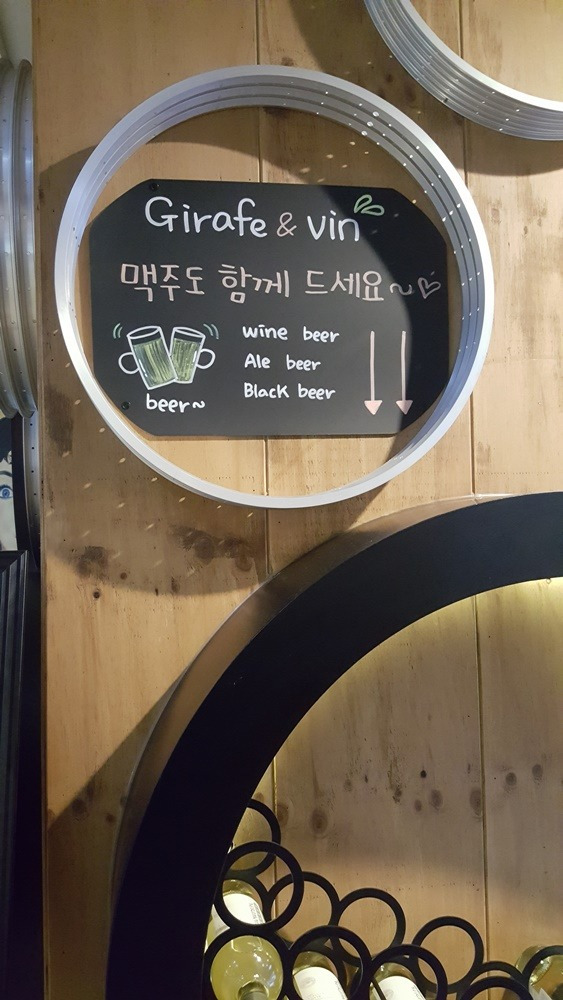 Girafe & vin
맥주도 함께 드세요~♡
wine beer
Ale beer
Black beer
beer~